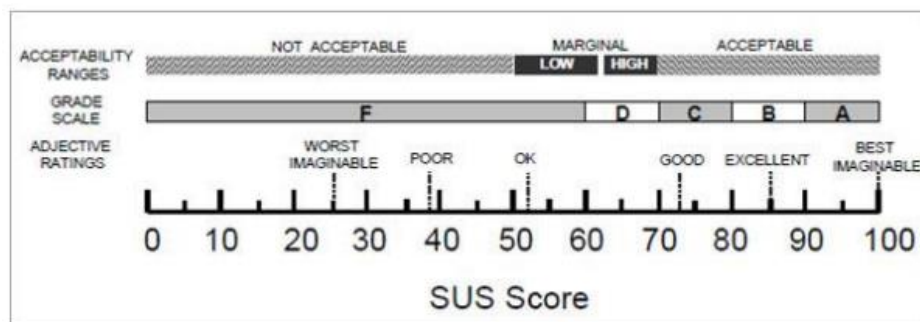 NOT ACCEPTABLE MARGINAL ACCEPTABLE
ACCEPTABILITY
RANGES
LOW HIGH
GRADE
SCALE
F D C B A
ADJECTIVE
RATINGS
WORST
IMAGINABLE
POOR
OK
GOOD
EXCELLENT
BEST
IMAGINABLE
0 10 20 30 40 50 60 70 80 90 100
SUS Score